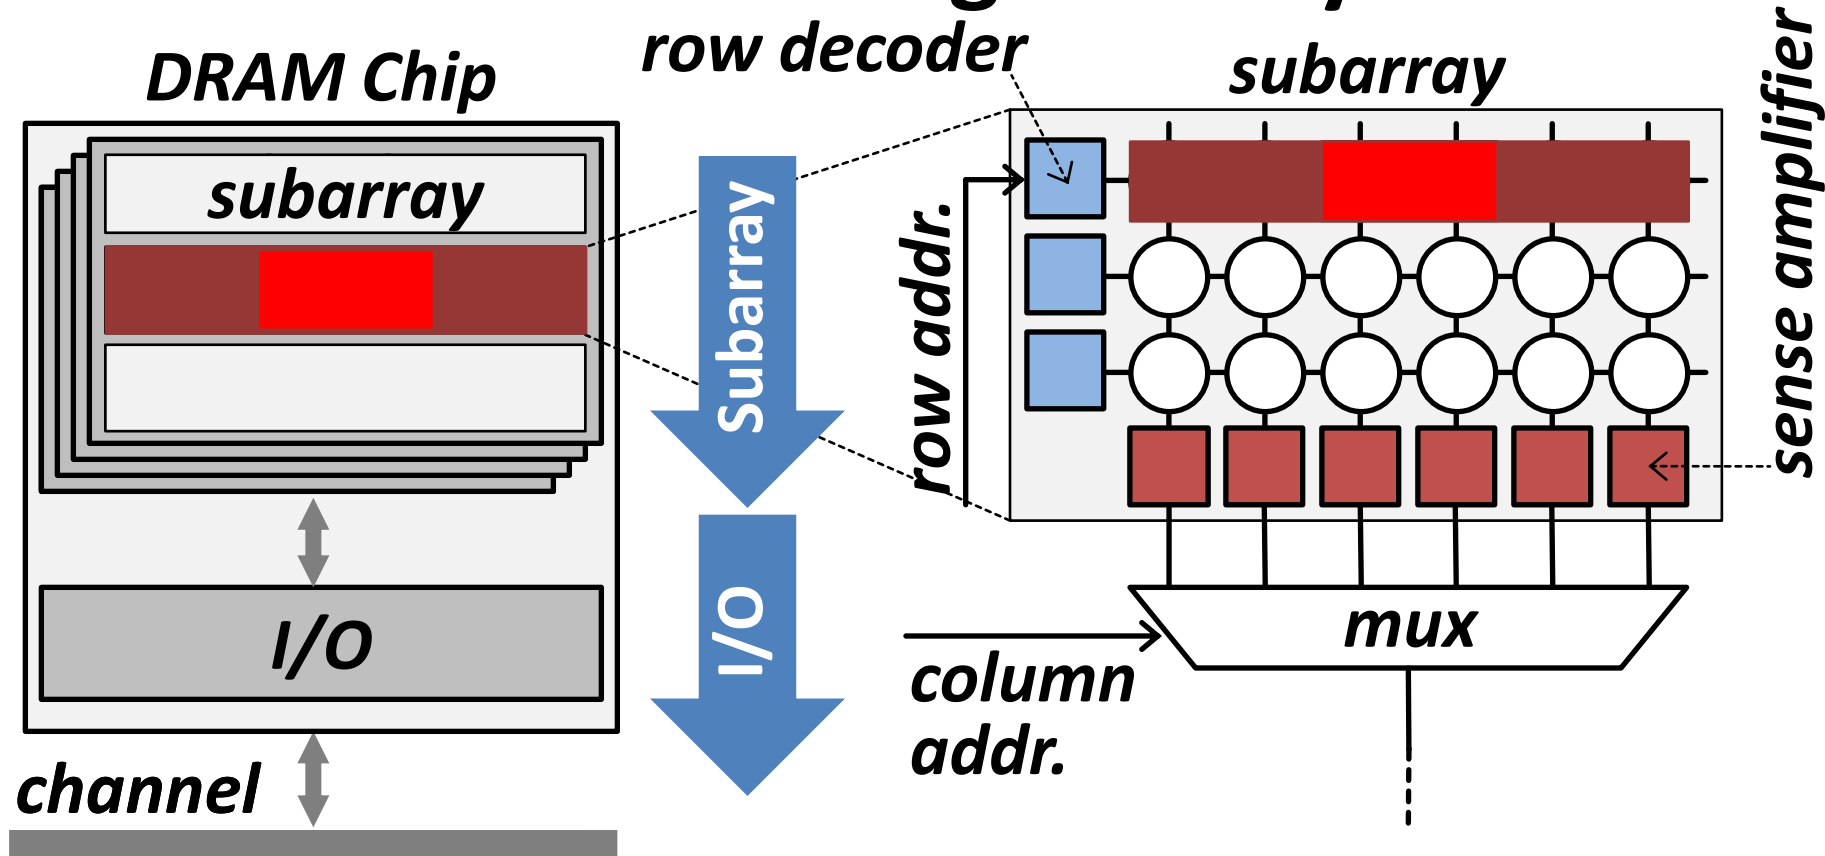 DRAM Chip
subarray
I/O
channel
Subarray
I/O
row decoder
subarray
row addr.
sense amplifier
mux
column
addr.